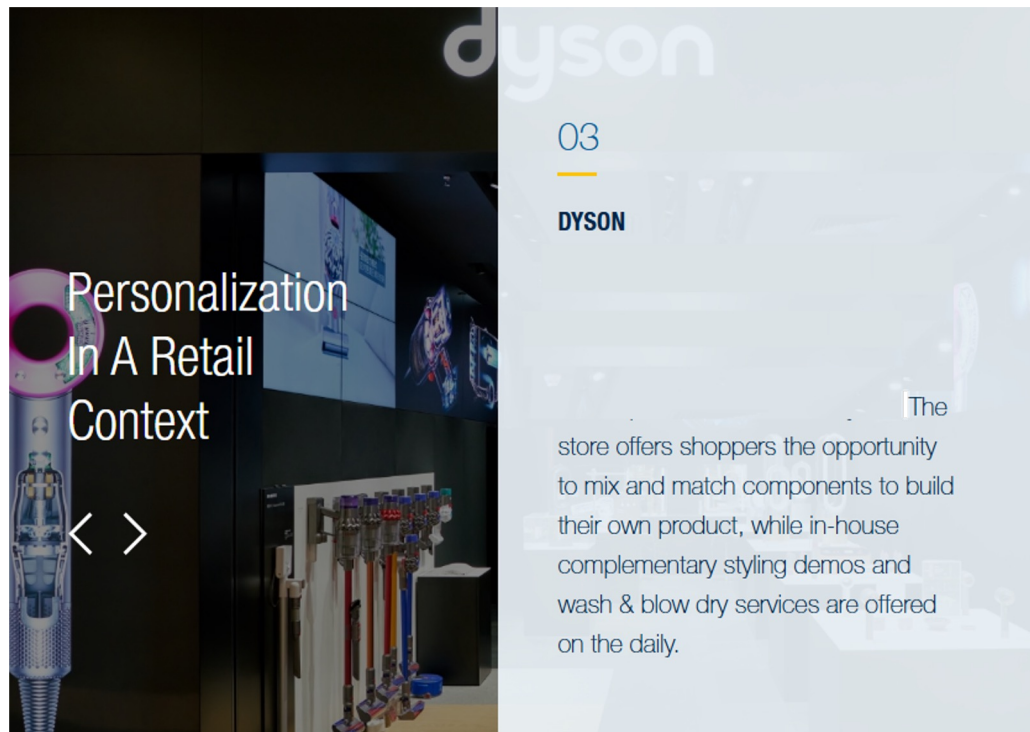 dyson
03
DYSON
Personalization
In A Retail
Context
The
store offers shoppers the opportunity
to mix and match components to build
their own product, while in-house
complementary styling demos and
wash & blow dry services are offered
on the daily.